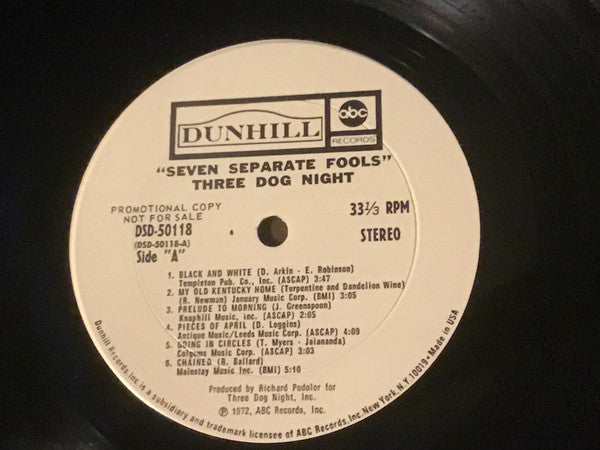 DUNHILL
abc
RECORDS
"SEVEN SEPARATE FOOLS"
THREE DOG NIGHT
PROMOTIONAL COPY
NOT FOR SALE
DSD-50118
(DSD-50118-A)
Side "A"
33⅓ RPM
STEREO
1. BLACK AND WHITE (D. Arkin - E. Robinson)
Templeton Pub. Co., Inc. (ASCAP) 3:47
2. MY OLD KENTUCKY HOME (Turpentine and Dandelion Wine)
(R. Newman) January Music Corp. (BMI) 3:05
3. PRELUDE TO MORNING (J. Greenspoon)
Knaphill Music, Inc. (ASCAP) 2:05
4. PIECES OF APRIL (D. Loggins)
Antique Music/Leeds Music Corp. (ASCAP) 4:09
5. GOING IN CIRCLES (T. Myers - Jaiananda)
Colgems Music Corp. (ASCAP) 3:03
6. CHAINED (R. Ballard)
Mainstay Music Inc. (BMI) 5:10
Produced by Richard Podolor for
Three Dog Night, Inc.
℗ 1972, ABC Records, Inc.
Dunhill Records, Inc. is a subsidiary and trademark licensee of ABC Records, Inc. New York, N.Y. 10019 • Made in USA